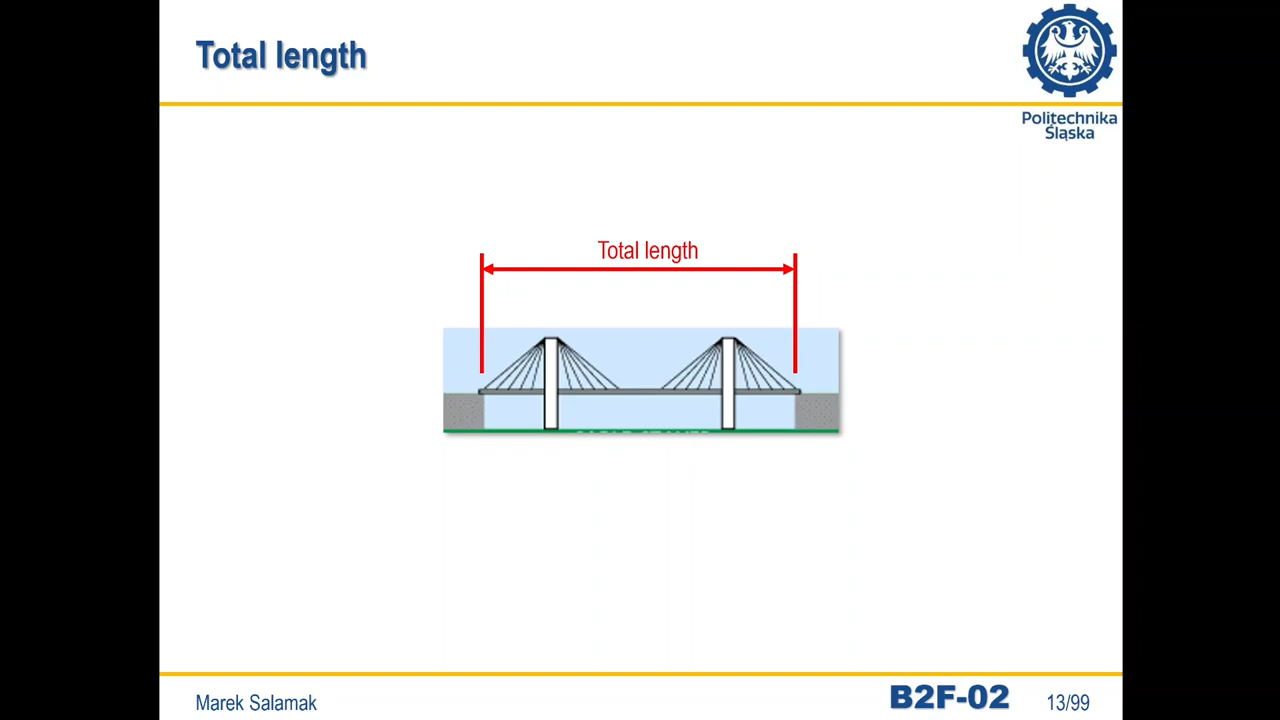 Total length
Politechnika
Śląska
Total length
Marek Salamak
B2F-02
13/99